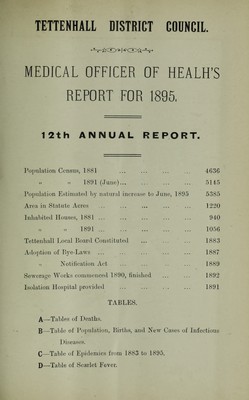 TETTENHALL DISTRICT COUNCIL.
MEDICAL OFFICER OF HEALH'S
REPORT FOR 1895.
12th ANNUAL REPORT.
Population Census, 1881 ... ... ... ... 4636
" " 1891 (June)... ... ... ... 5145
Population Estimated by natural increase to June, 1895 5385
Area in Statute Acres ... ... ... ... 1220
Inhabited Houses, 1881 ... ... ... ... 940
" " 1891 ... ... ... ... 1056
Tettenhall Local Board Constituted ... ... ... 1883
Adoption of Bye-Laws ... ... ... ... 1887
" Notification Act ... ... ... 1889
Sewerage Works commenced 1890, finished ... ... 1892
Isolation Hospital provided ... ... ... 1891
TABLES.
A—Tables of Deaths.
B—Table of Population, Births, and New Cases of Infectious
Diseases.
C—Table of Epidemics from 1883 to 1895.
D—Table of Scarlet Fever.